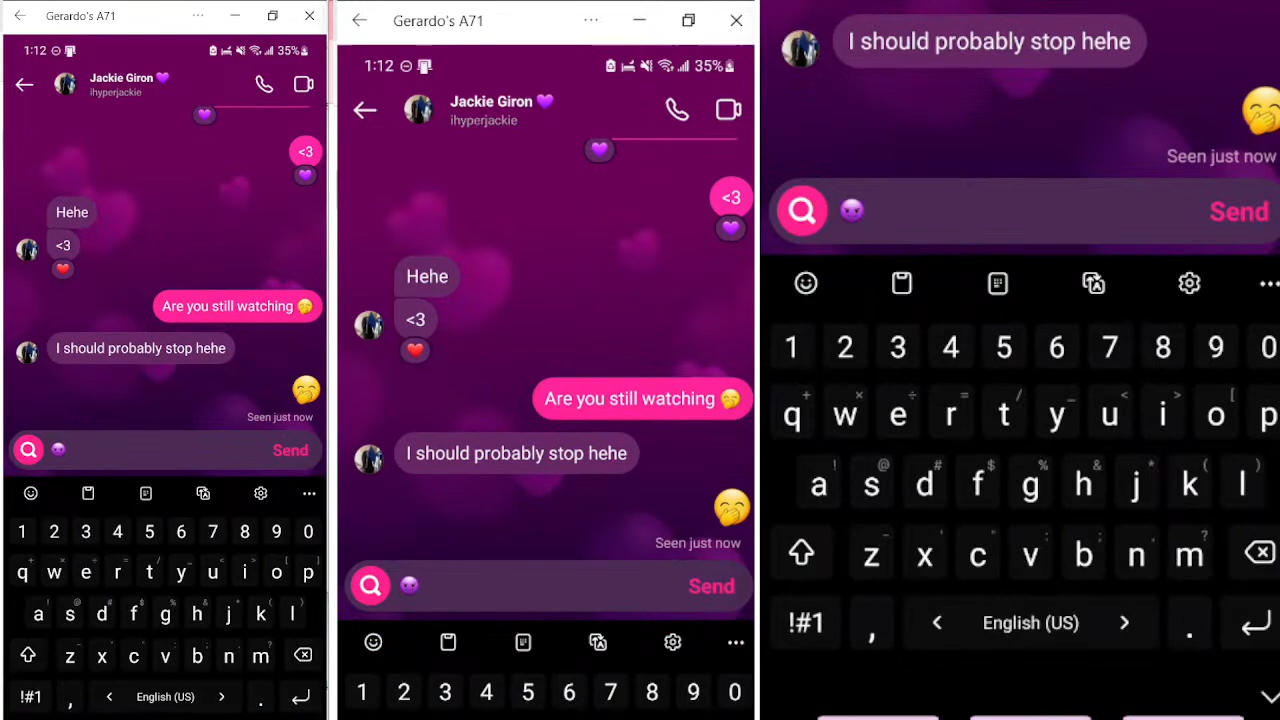 Gerardo's A71
1:12 35%
Jackie Giron 💜
ihyperjackie
💜
<3
💜
Hehe
<3
❤️
Are you still watching 🤭
I should probably stop hehe
🤭
Seen just now
😈 Send
1 2 3 4 5 6 7 8 9 0
q w e r t y u i o p
a s d f g h j k l
z x c v b n m
!#1 , < English (US) > .
Gerardo's A71
1:12 35%
Jackie Giron 💜
ihyperjackie
💜
<3
💜
Hehe
<3
❤️
Are you still watching 🤭
I should probably stop hehe
🤭
Seen just now
😈 Send
1 2 3 4 5 6 7 8 9 0
I should probably stop hehe
🤭
Seen just now
😈 Send
1 2 3 4 5 6 7 8 9 0
q w e r t y u i o p
a s d f g h j k l
z x c v b n m
!#1 , < English (US) > .